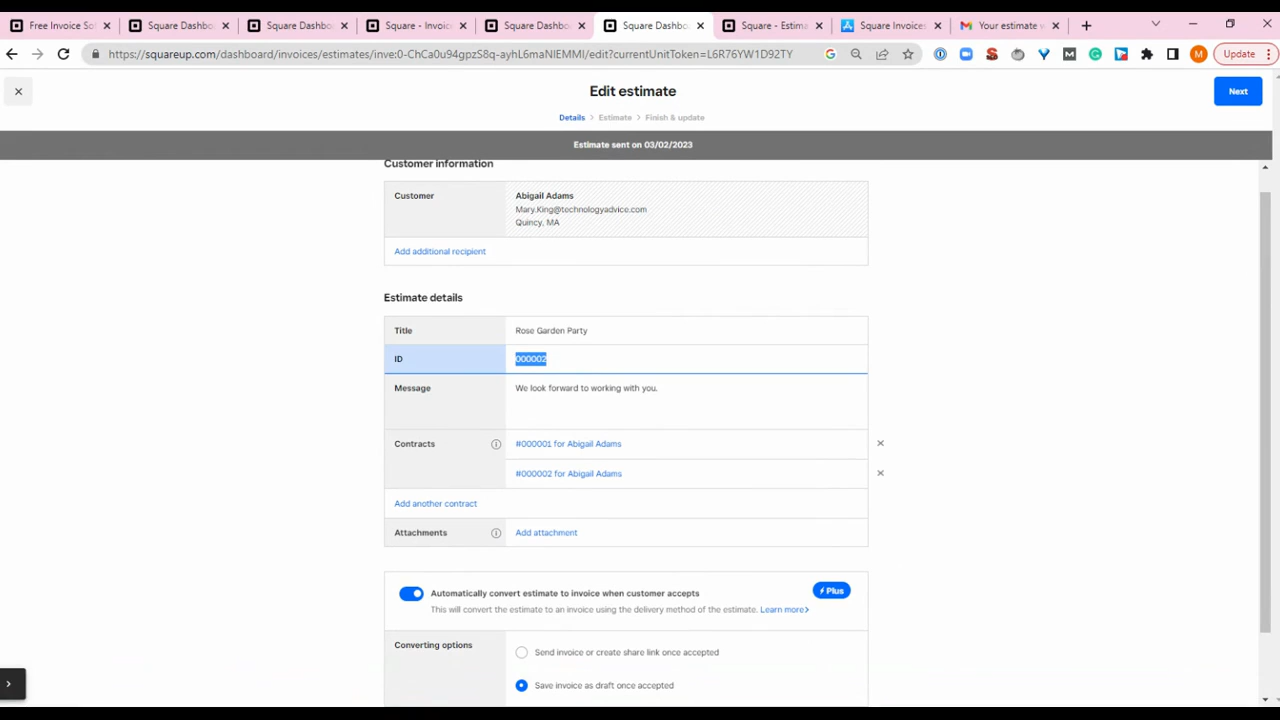 Free Invoice Sof
Square Dashbo
Square Dashbo
Square - Invoic
Square Dashbo
Square Dashbo
Square - Estima
Square Invoices
Your estimate w
https://squareup.com/dashboard/invoices/estimates/inve:0-ChCa0u94gpzS8q-ayhL6maNIEMMI/edit?currentUnitToken=L6R76YW1D92TY
Update
Edit estimate
Next
Details > Estimate > Finish & update
Estimate sent on 03/02/2023
Customer information
Customer
Abigail Adams
Mary.King@technologyadvice.com
Quincy, MA
Add additional recipient
Estimate details
Title
Rose Garden Party
ID
000002
Message
We look forward to working with you.
Contracts
#000001 for Abigail Adams
#000002 for Abigail Adams
Add another contract
Attachments
Add attachment
Automatically convert estimate to invoice when customer accepts
Plus
This will convert the estimate to an invoice using the delivery method of the estimate. Learn more>
Converting options
Send invoice or create share link once accepted
Save invoice as draft once accepted